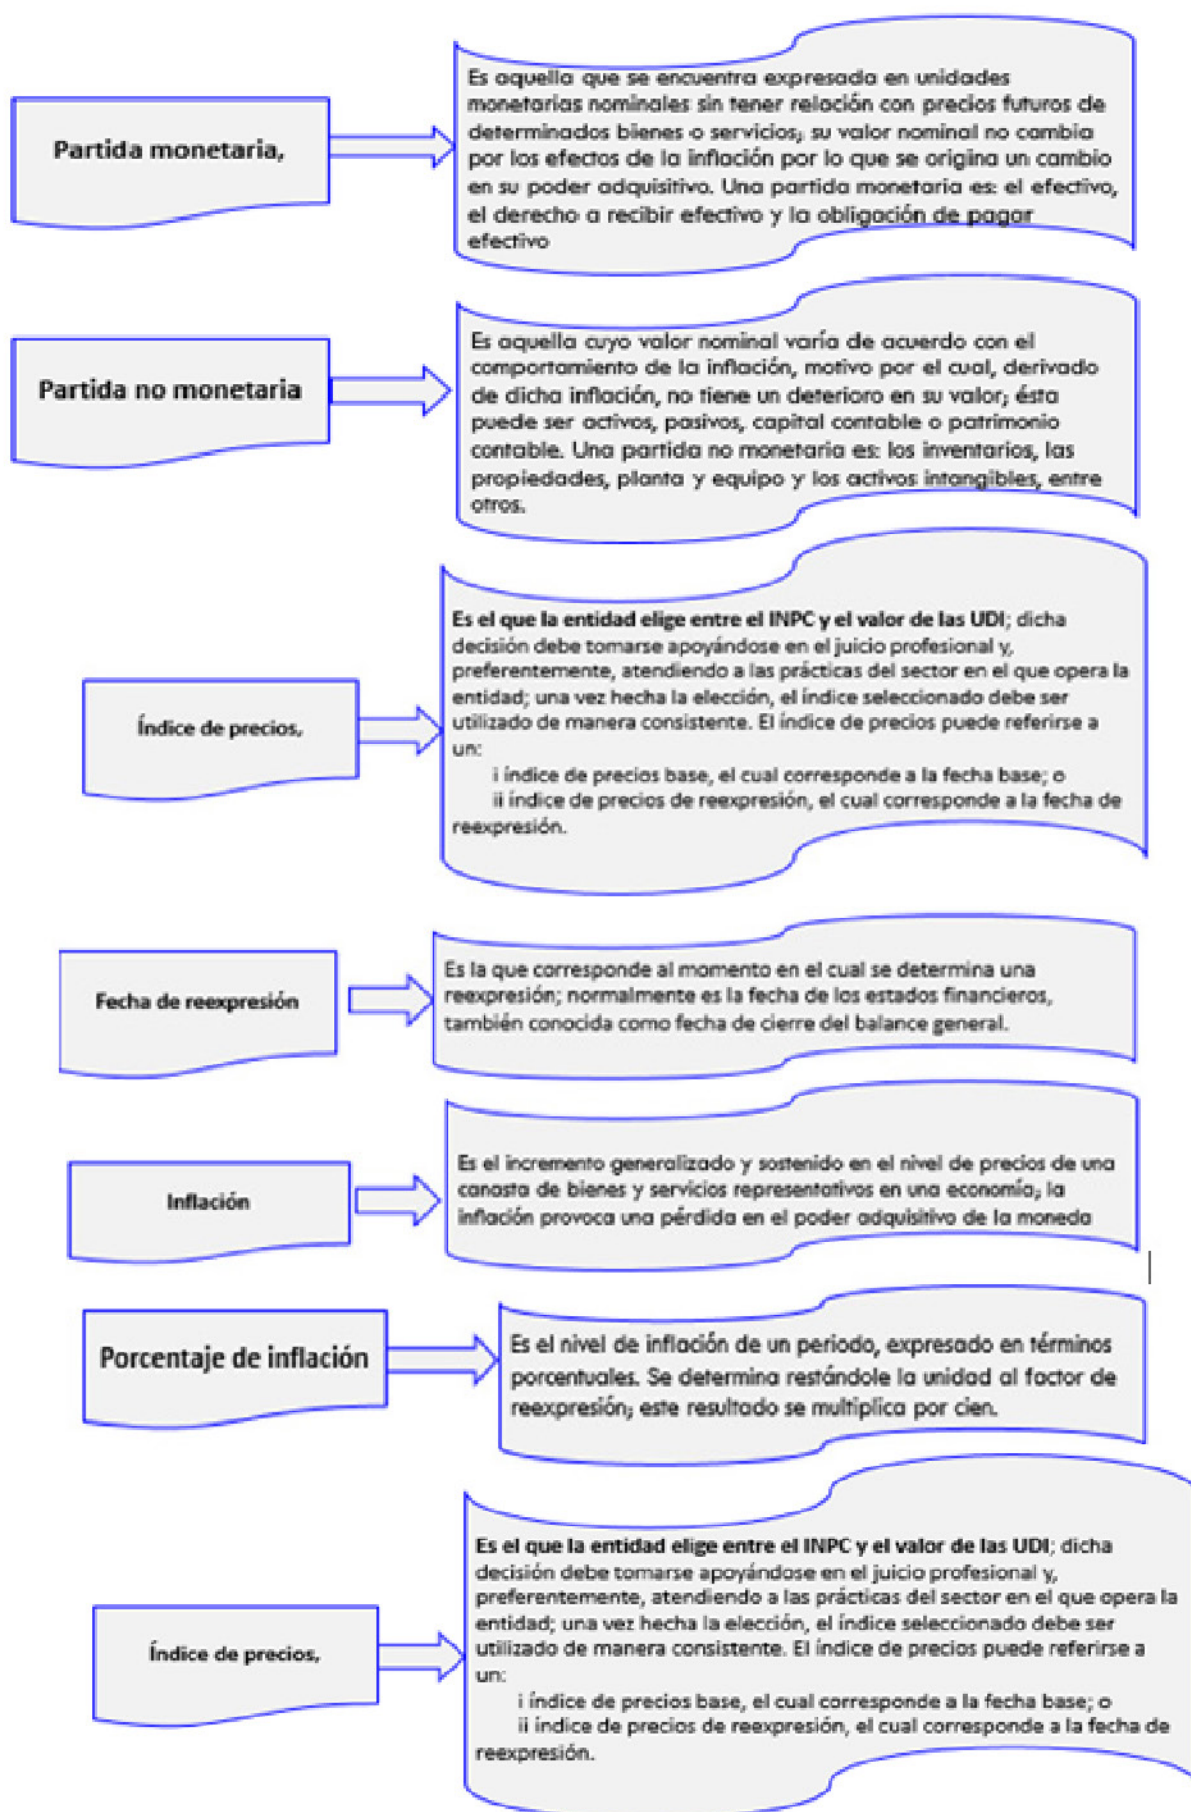 Partida monetaria,
Es aquella que se encuentra expresada en unidades
monetarias nominales sin tener relación con precios futuros de
determinados bienes o servicios; su valor nominal no cambia
por los efectos de la inflación por lo que se origina un cambio
en su poder adquisitivo. Una partida monetaria es: el efectivo,
el derecho a recibir efectivo y la obligación de pagar
efectivo
Partida no monetaria
Es aquella cuyo valor nominal varía de acuerdo con el
comportamiento de la inflación, motivo por el cual, derivado
de dicha inflación, no tiene un deterioro en su valor; ésta
puede ser activos, pasivos, capital contable o patrimonio
contable. Una partida no monetaria es: los inventarios, las
propiedades, planta y equipo y los activos intangibles, entre
otros.
Índice de precios,
Es el que la entidad elige entre el INPC y el valor de las UDI; dicha
decisión debe tomarse apoyándose en el juicio profesional y,
preferentemente, atendiendo a las prácticas del sector en el que opera la
entidad; una vez hecha la elección, el índice seleccionado debe ser
utilizado de manera consistente. El índice de precios puede referirse a
un:
i índice de precios base, el cual corresponde a la fecha base; o
ii índice de precios de reexpresión, el cual corresponde a la fecha de
reexpresión.
Fecha de reexpresión
Es la que corresponde al momento en el cual se determina una
reexpresión; normalmente es la fecha de los estados financieros,
también conocida como fecha de cierre del balance general.
Inflación
Es el incremento generalizado y sostenido en el nivel de precios de una
canasta de bienes y servicios representativos en una economía; la
inflación provoca una pérdida en el poder adquisitivo de la moneda
Porcentaje de inflación
Es el nivel de inflación de un periodo, expresado en términos
porcentuales. Se determina restándole la unidad al factor de
reexpresión; este resultado se multiplica por cien.
Índice de precios,
Es el que la entidad elige entre el INPC y el valor de las UDI; dicha
decisión debe tomarse apoyándose en el juicio profesional y,
preferentemente, atendiendo a las prácticas del sector en el que opera la
entidad; una vez hecha la elección, el índice seleccionado debe ser
utilizado de manera consistente. El índice de precios puede referirse a
un:
i índice de precios base, el cual corresponde a la fecha base; o
ii índice de precios de reexpresión, el cual corresponde a la fecha de
reexpresión.